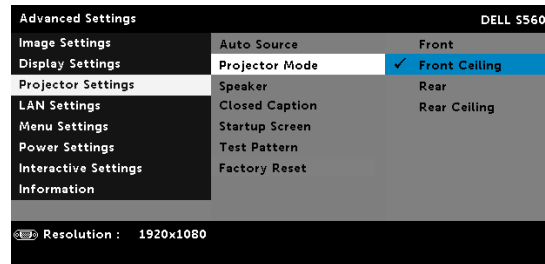 Advanced Settings DELL S560
Image Settings
Display Settings
Projector Settings
LAN Settings
Menu Settings
Power Settings
Interactive Settings
Information
Auto Source
Projector Mode
Speaker
Closed Caption
Startup Screen
Test Pattern
Factory Reset
Front
✓ Front Ceiling
Rear
Rear Ceiling
Resolution : 1920x1080